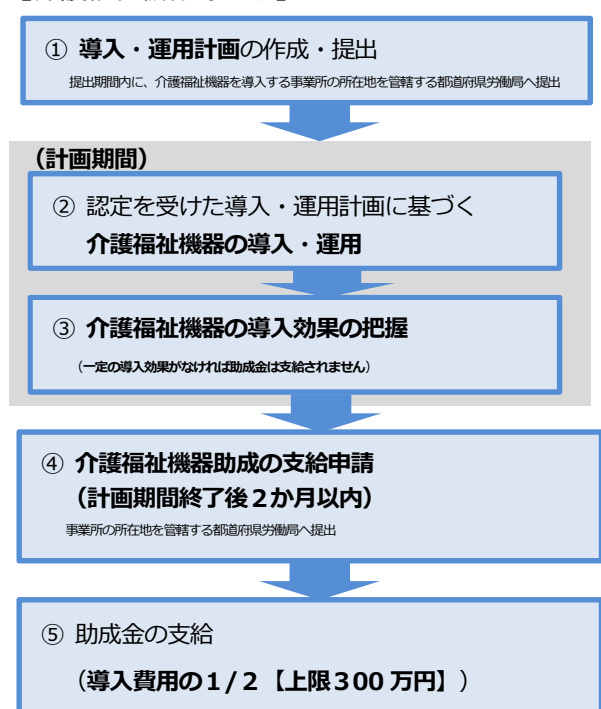 ① 導入・運用計画の作成・提出
提出期間内に、介護福祉機器を導入する事業所の所在地を管轄する都道府県労働局へ提出
（計画期間）
② 認定を受けた導入・運用計画に基づく
介護福祉機器の導入・運用
③ 介護福祉機器の導入効果の把握
（一定の導入効果がなければ助成金は支給されません）
④ 介護福祉機器助成の支給申請
（計画期間終了後２か月以内）
事業所の所在地を管轄する都道府県労働局へ提出
⑤ 助成金の支給
（導入費用の１/２【上限３００万円】）